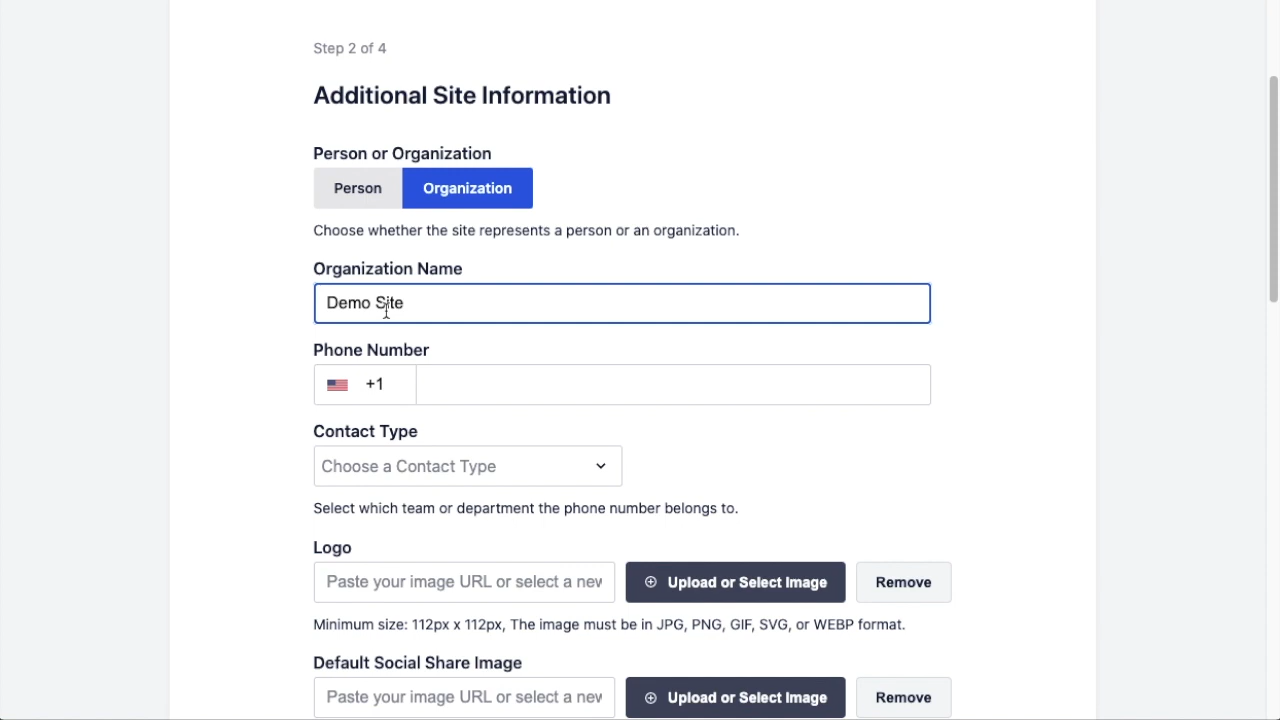 Step 2 of 4
Additional Site Information
Person or Organization
Person Organization
Choose whether the site represents a person or an organization.
Organization Name
Demo Site
Phone Number
+1
Contact Type
Choose a Contact Type
Select which team or department the phone number belongs to.
Logo
Paste your image URL or select a new Upload or Select Image Remove
Minimum size: 112px x 112px, The image must be in JPG, PNG, GIF, SVG, or WEBP format.
Default Social Share Image
Paste your image URL or select a new Upload or Select Image Remove